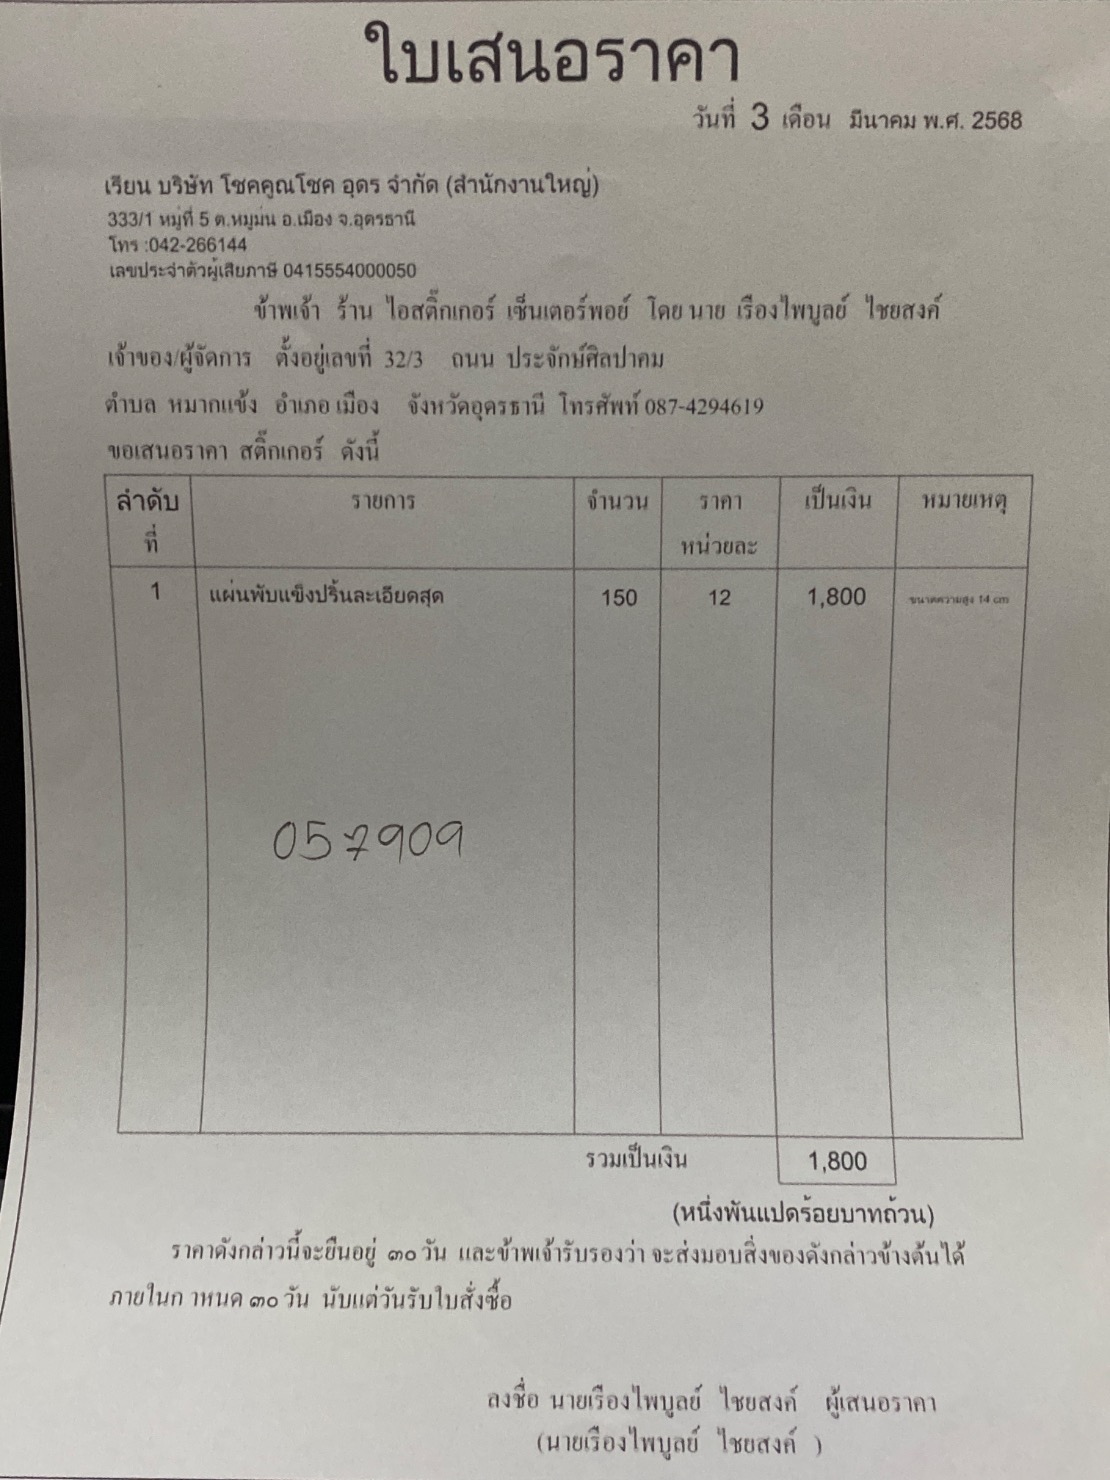 ใบเสนอราคา
วันที่ 3 เดือน มีนาคม พ.ศ. 2568
เรียน บริษัท โชคคูณโชค อุดร จำกัด (สำนักงานใหญ่)
333/1 หมู่ที่ 5 ต.หมูม่น อ.เมือง จ.อุดรธานี
โทร :042-266144
เลขประจำตัวผู้เสียภาษี 0415554000050
ข้าพเจ้า ร้าน ไอสติ๊กเกอร์ เซ็นเตอร์พอย์ โดย นาย เรืองไพบูลย์ ไชยสงค์
เจ้าของ/ผู้จัดการ ตั้งอยู่เลขที่ 32/3 ถนน ประจักษ์ศิลปาคม
ตำบล หมากแข้ง อำเภอ เมือง จังหวัดอุดรธานี โทรศัพท์ 087-4294619
ขอเสนอราคา สติ๊กเกอร์ ดังนี้
ลำดับที่ รายการ จำนวน ราคาหน่วยละ เป็นเงิน หมายเหตุ
1 แผ่นพับแข็งปริ้นละเอียดสุด 150 12 1,800 ขนาดความสูง 14 cm
057909
รวมเป็นเงิน 1,800
(หนึ่งพันแปดร้อยบาทถ้วน)
ราคาดังกล่าวนี้จะยืนอยู่ ๓๐ วัน และข้าพเจ้ารับรองว่า จะส่งมอบสิ่งของดังกล่าวข้างต้นได้
ภายในก าหนด ๓๐ วัน นับแต่วันรับใบสั่งซื้อ
ลงชื่อ นายเรืองไพบูลย์ ไชยสงค์ ผู้เสนอราคา
(นายเรืองไพบูลย์ ไชยสงค์ )